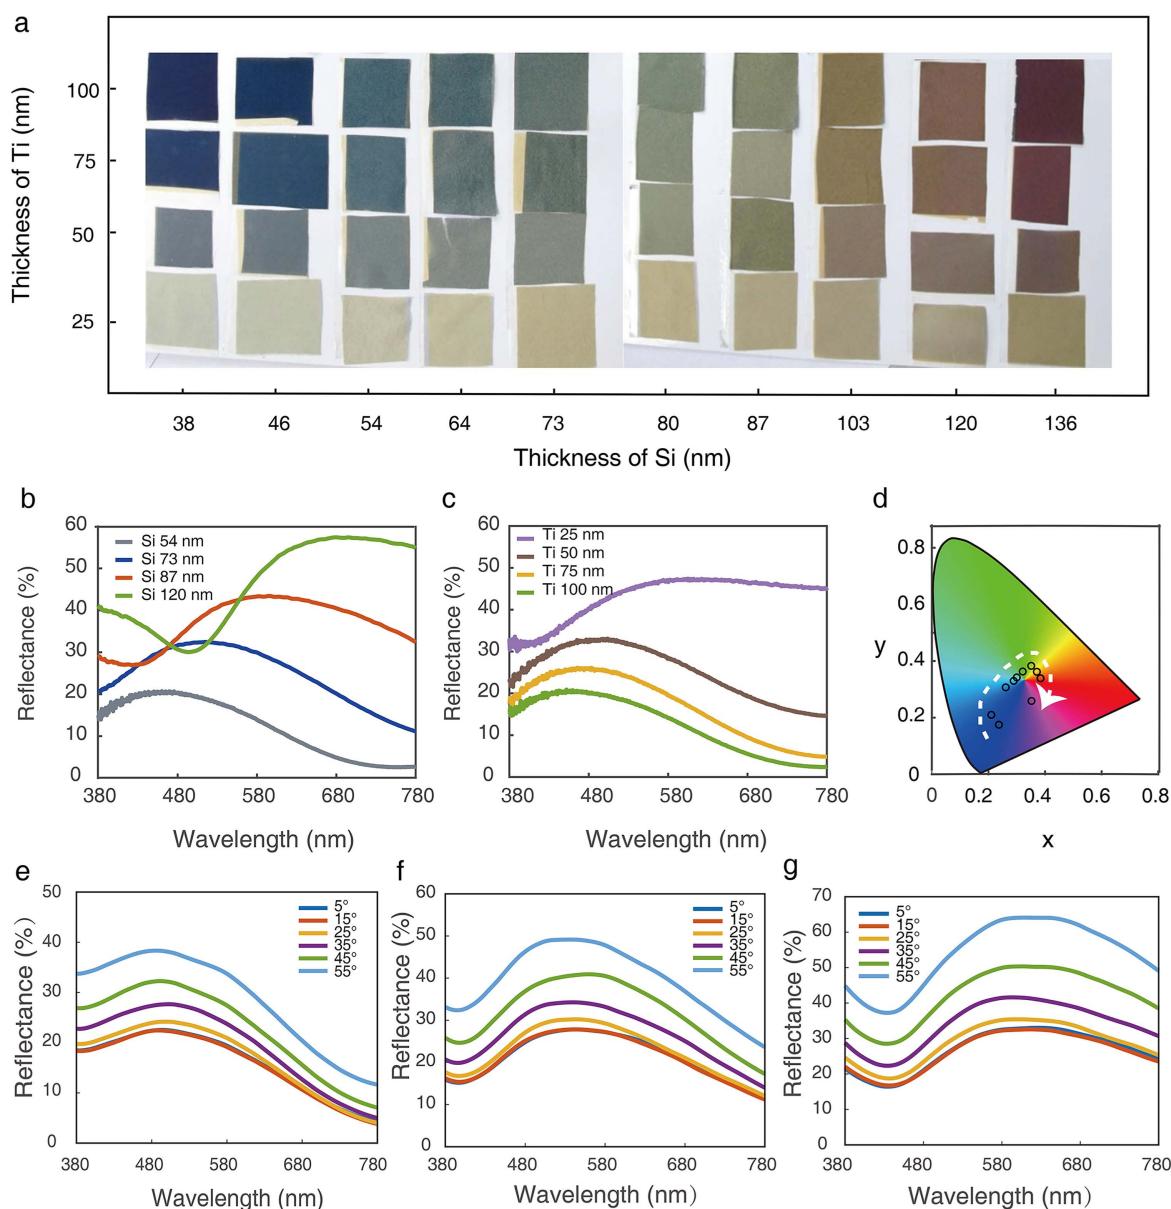 a
Thickness of Ti (nm)
100
75
50
25
38 46 54 64 73 80 87 103 120 136
Thickness of Si (nm)
b
Reflectance (%)
60
50
40
30
20
10
0
Si 54 nm
Si 73 nm
Si 87 nm
Si 120 nm
380 480 580 680 780
Wavelength (nm)
c
Reflectance (%)
60
50
40
30
20
10
0
Ti 25 nm
Ti 50 nm
Ti 75 nm
Ti 100 nm
380 480 580 680 780
Wavelength (nm)
d
y
0.8
0.6
0.4
0.2
0
0 0.2 0.4 0.6 0.8
x
e
Reflectance (%)
50
40
30
20
10
0
5°
15°
25°
35°
45°
55°
380 480 580 680 780
Wavelength (nm)
f
Reflectance (%)
60
50
40
30
20
10
0
5°
15°
25°
35°
45°
55°
380 480 580 680 780
Wavelength (nm)
g
Reflectance (%)
70
60
50
40
30
20
10
0
5°
15°
25°
35°
45°
55°
380 480 580 680 780
Wavelength (nm)